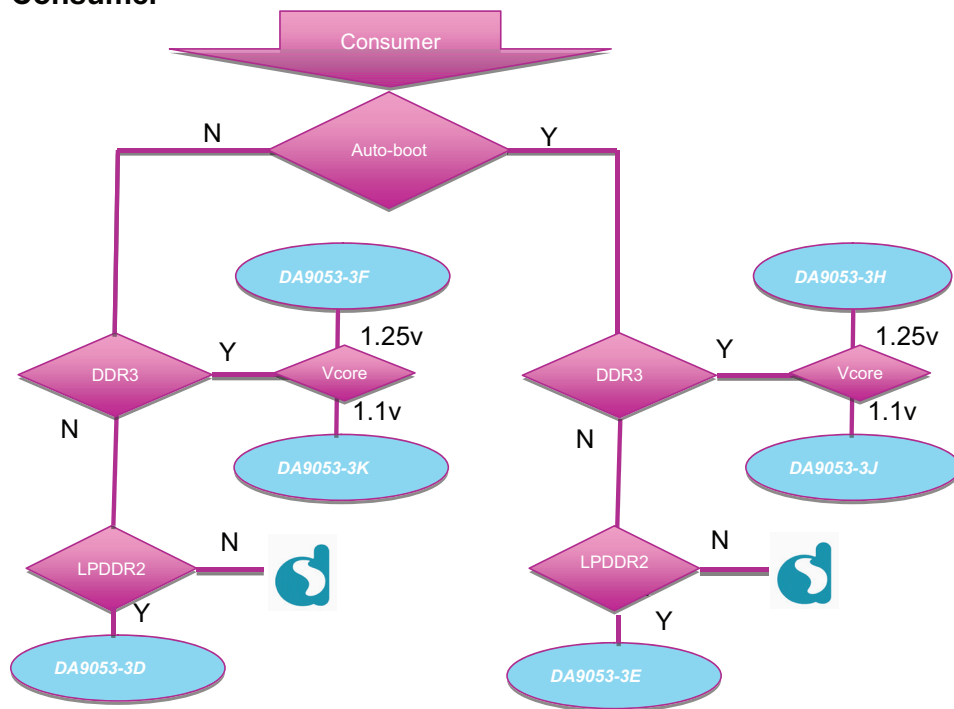 Consumer
Consumer
Auto-boot
N
Y
DA9053-3F
DA9053-3H
1.25v
1.25v
DDR3
Y
Vcore
DDR3
Y
Vcore
N
1.1v
N
1.1v
DA9053-3K
DA9053-3J
LPDDR2
N
LPDDR2
N
Y
Y
DA9053-3D
DA9053-3E